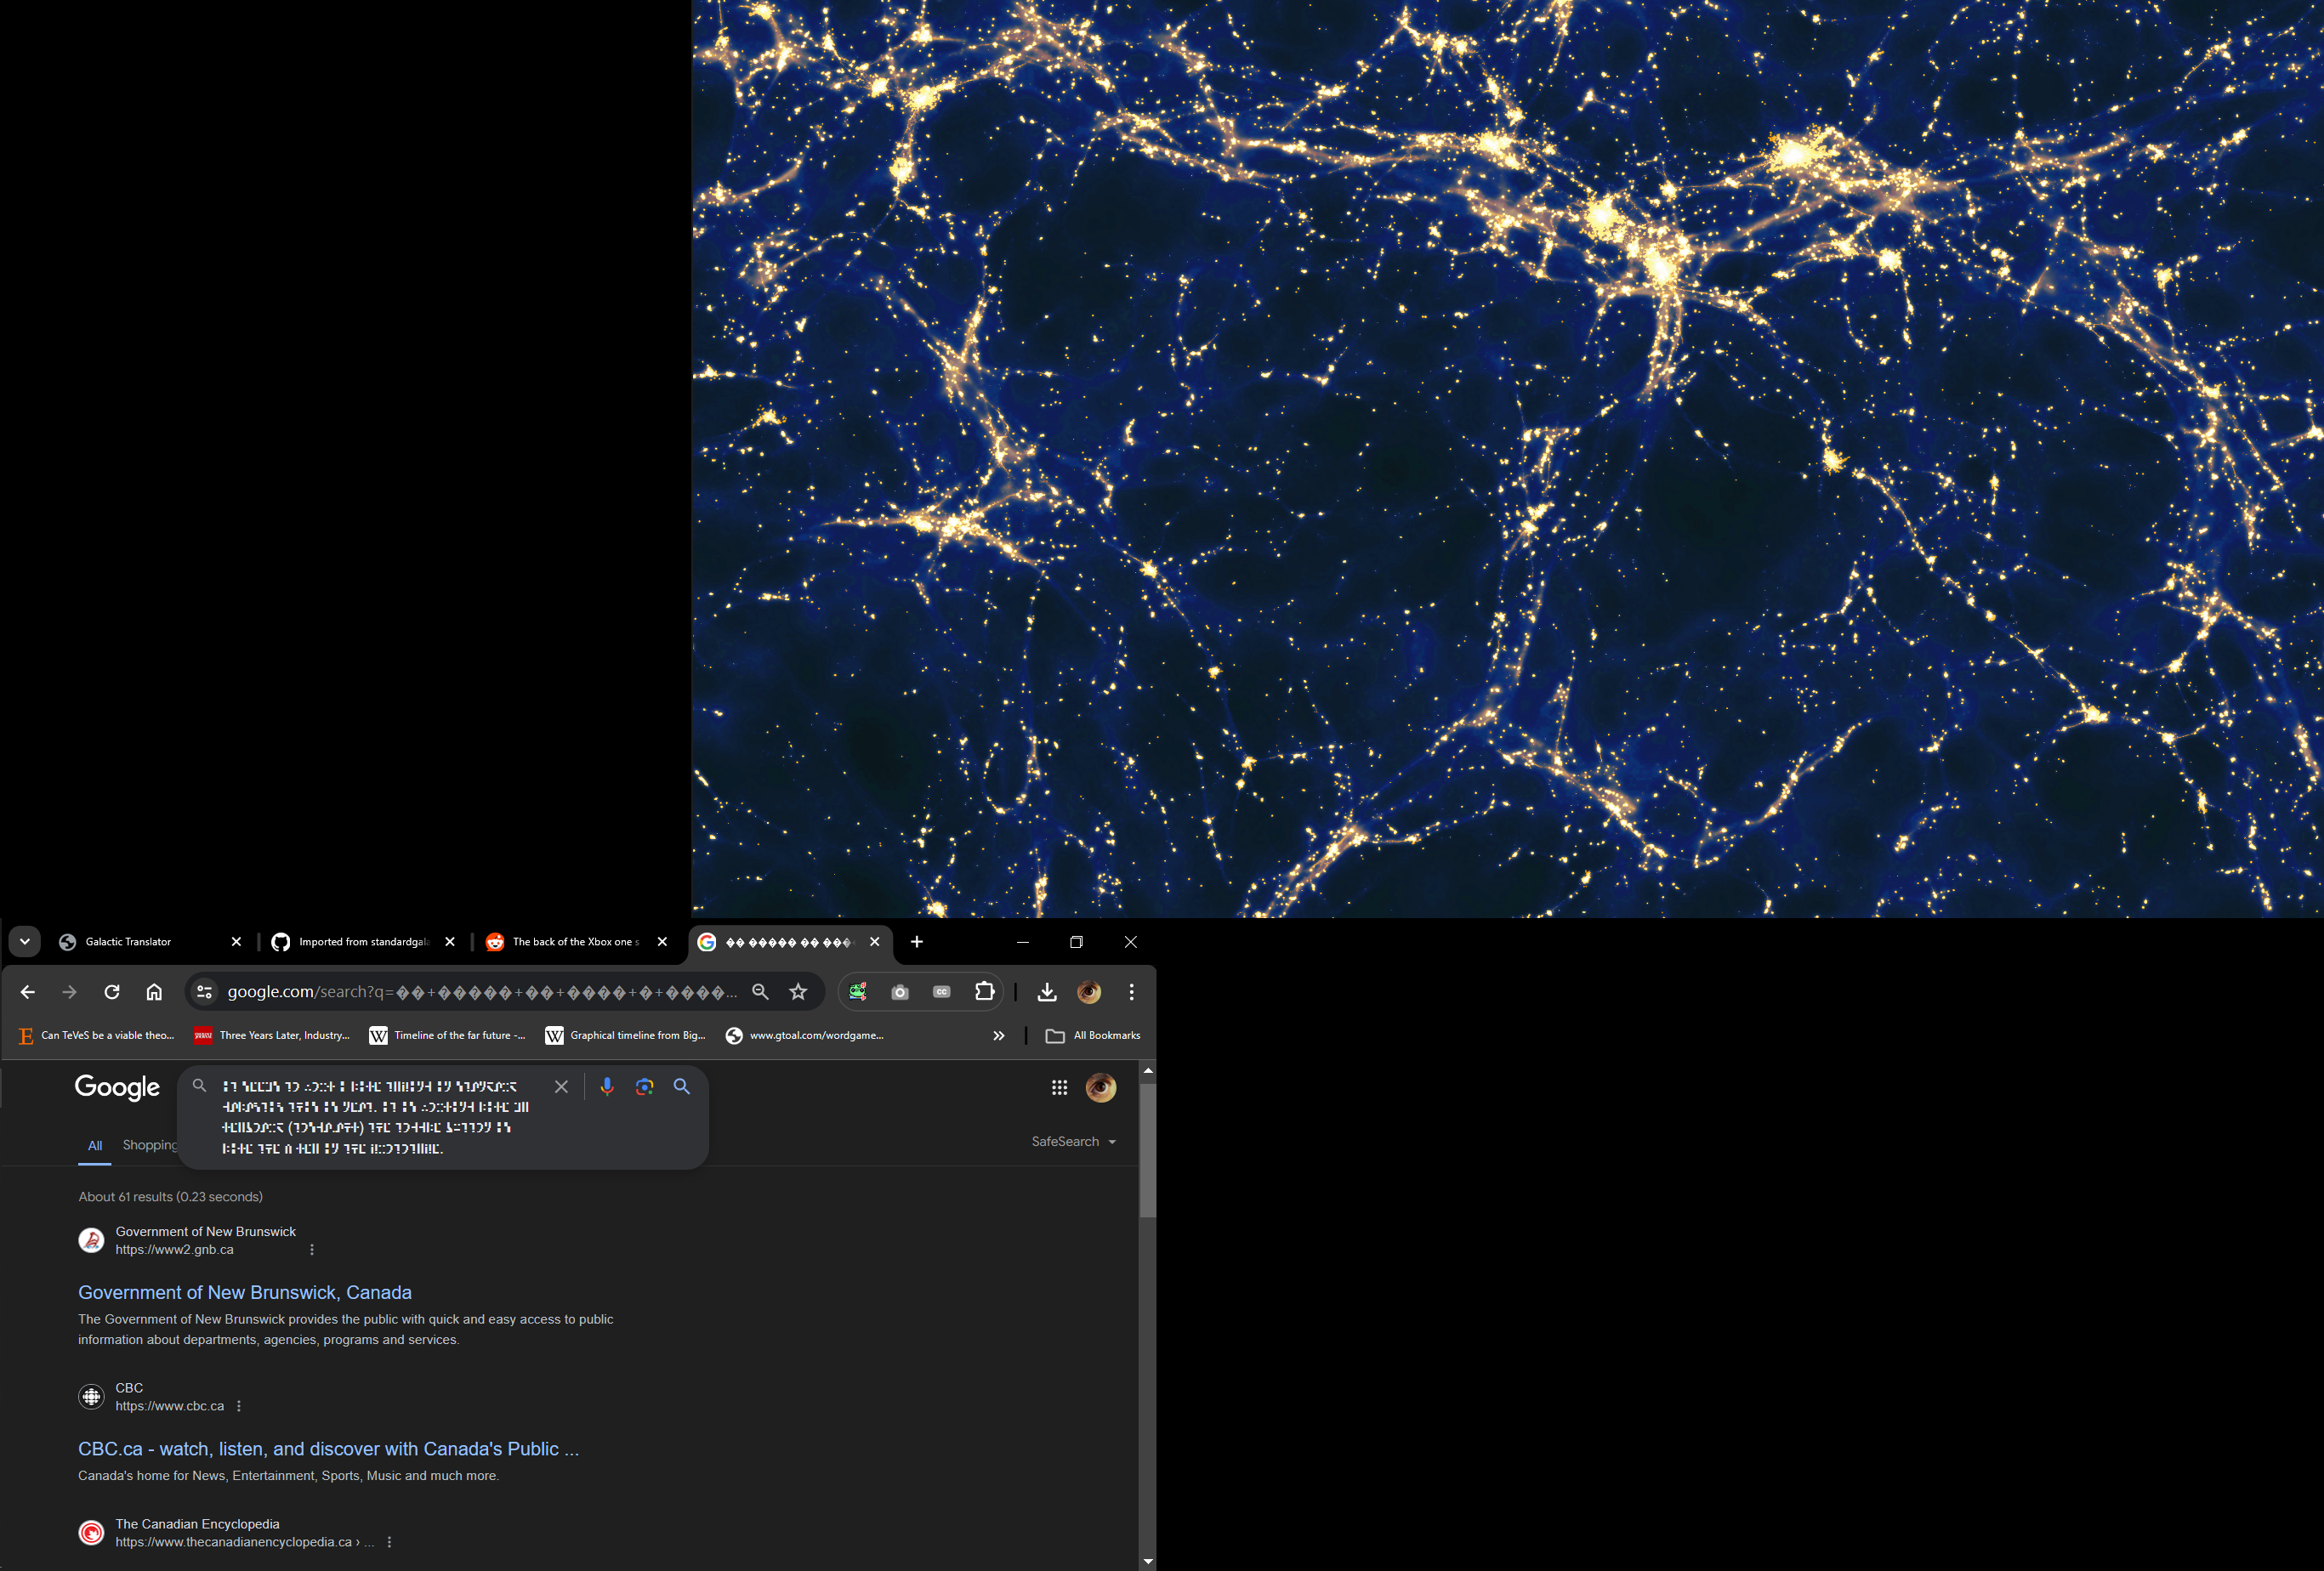 Galactic Translator
Imported from standardgala
The back of the Xbox one s
�� ����� �� ����
google.com/search?q=��+�����+��+����+�+����...
Can TeVeS be a viable theo...
Three Years Later, Industry...
Timeline of the far future -...
Graphical timeline from Big...
www.gtoal.com/wordgame...
»
All Bookmarks
Google
All
Shopping
SafeSearch
About 61 results (0.23 seconds)
Government of New Brunswick
https://www2.gnb.ca
Government of New Brunswick, Canada
The Government of New Brunswick provides the public with quick and easy access to public
information about departments, agencies, programs and services.
CBC
https://www.cbc.ca
CBC.ca - watch, listen, and discover with Canada's Public ...
Canada's home for News, Entertainment, Sports, Music and much more.
The Canadian Encyclopedia
https://www.thecanadianencyclopedia.ca › ...